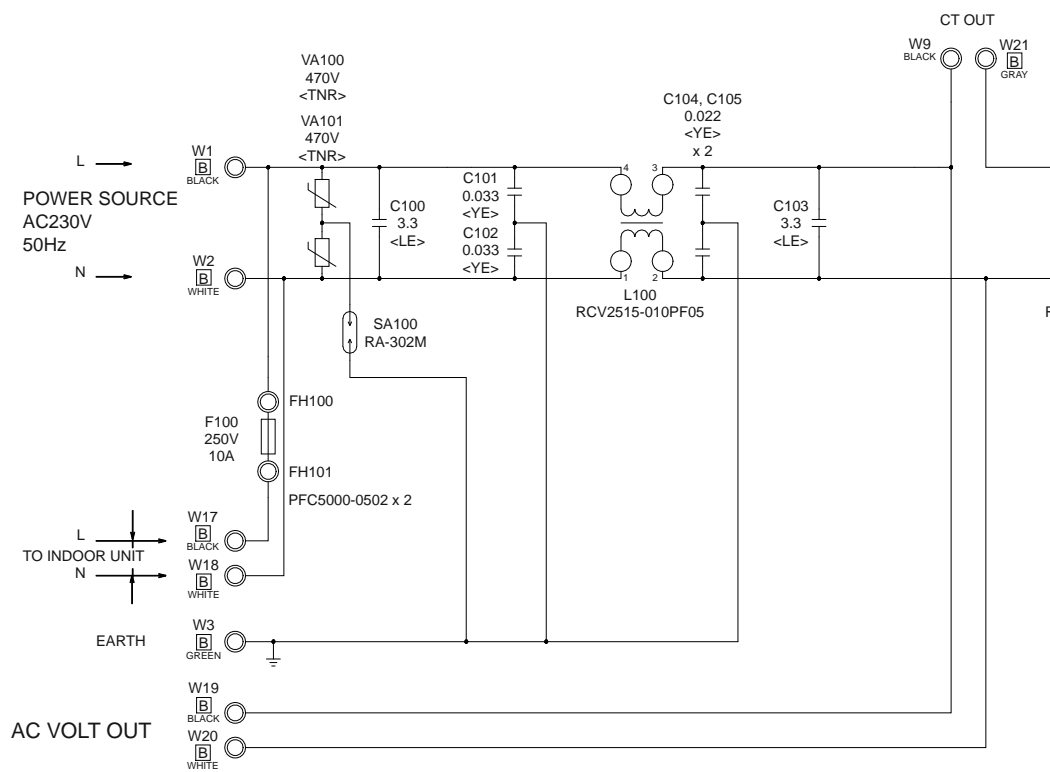 CT OUT
W9
BLACK
W21
B
GRAY
VA100
470V
<TNR>
VA101
470V
<TNR>
C104, C105
0.022
<YE>
x 2
L
W1
B
BLACK
POWER SOURCE
AC230V
50Hz
N
W2
B
WHITE
C100
3.3
<LE>
C101
0.033
<YE>
C102
0.033
<YE>
4
3
1
2
L100
RCV2515-010PF05
C103
3.3
<LE>
SA100
RA-302M
FH100
F100
250V
10A
FH101
PFC5000-0502 x 2
L
W17
B
BLACK
TO INDOOR UNIT
N
W18
B
WHITE
EARTH
W3
B
GREEN
W19
B
BLACK
AC VOLT OUT
W20
B
WHITE